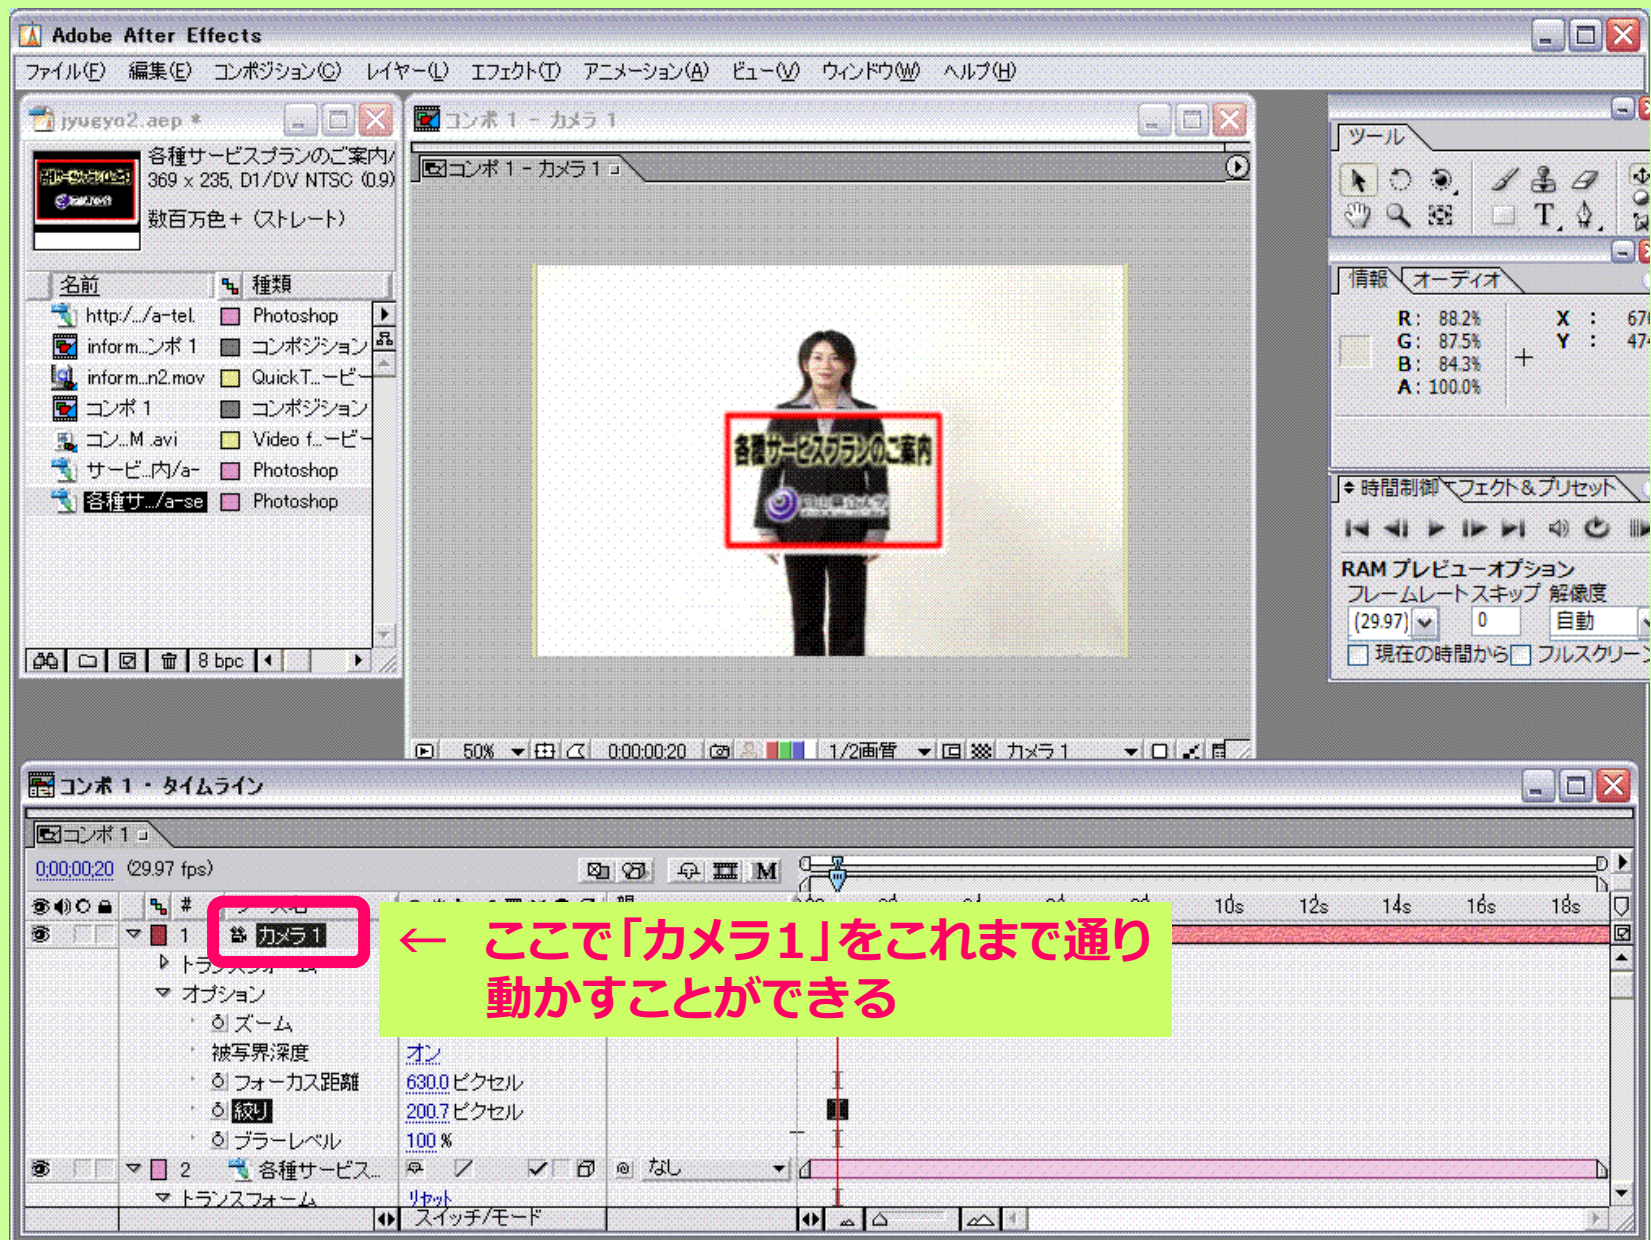 Adobe After Effects
ファイル(F) 編集(E) コンポジション(C) レイヤー(L) エフェクト(T) アニメーション(A) ビュー(V) ウィンドウ(W) ヘルプ(H)
jyugyo2.aep *
各種サービスプランのご案内/
369 x 235, D1/DV NTSC (0.9)
数百万色+ (ストレート)
名前 種類
http:/../a-tel. Photoshop
inform..ンポ 1 コンポジション
inform..n2.mov QuickT...ービー
コンポ 1 コンポジション
コン..M .avi Video f...ービー
サービ..内/a- Photoshop
各種サ../a-se Photoshop
8 bpc
コンポ 1 - カメラ 1
コンポ 1 - カメラ 1
各種サービスプランのご案内
50% 0:00:00:20 1/2画質 カメラ 1
ツール
T
情報 オーディオ
R: 88.2% X :
G: 87.5% Y :
B: 84.3%
A: 100.0%
時間制御
RAM プレビューオプション
フレームレート スキップ 解像度
(29.97) 0 自動
現在の時間から フルスクリーン
コンポ 1 ・ タイムライン
コンポ 1
0;00;00;20 (29.97 fps)
M
#
10s 12s 14s 16s 18s
1 カメラ 1
← ここで「カメラ1」をこれまで通り
動かすことができる
オプション
ズーム
被写界深度 オン
フォーカス距離 630.0 ピクセル
絞り 200.7 ピクセル
ブラーレベル 100 %
2 各種サービス... なし
トランスフォーム リセット
スイッチ/モード